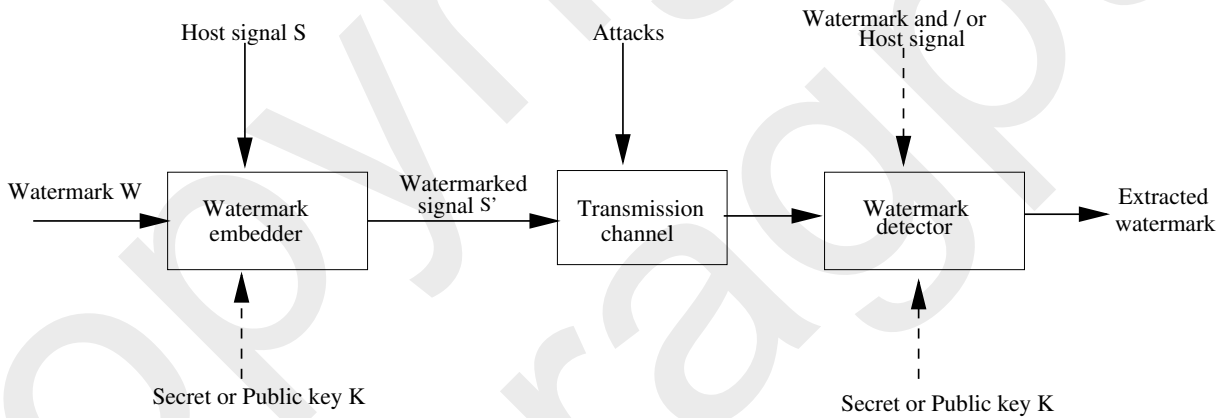 Host signal S
Attacks
Watermark and / or
Host signal
Watermark W
Watermark
embedder
Watermarked
signal S'
Transmission
channel
Watermark
detector
Extracted
watermark
Secret or Public key K
Secret or Public key K